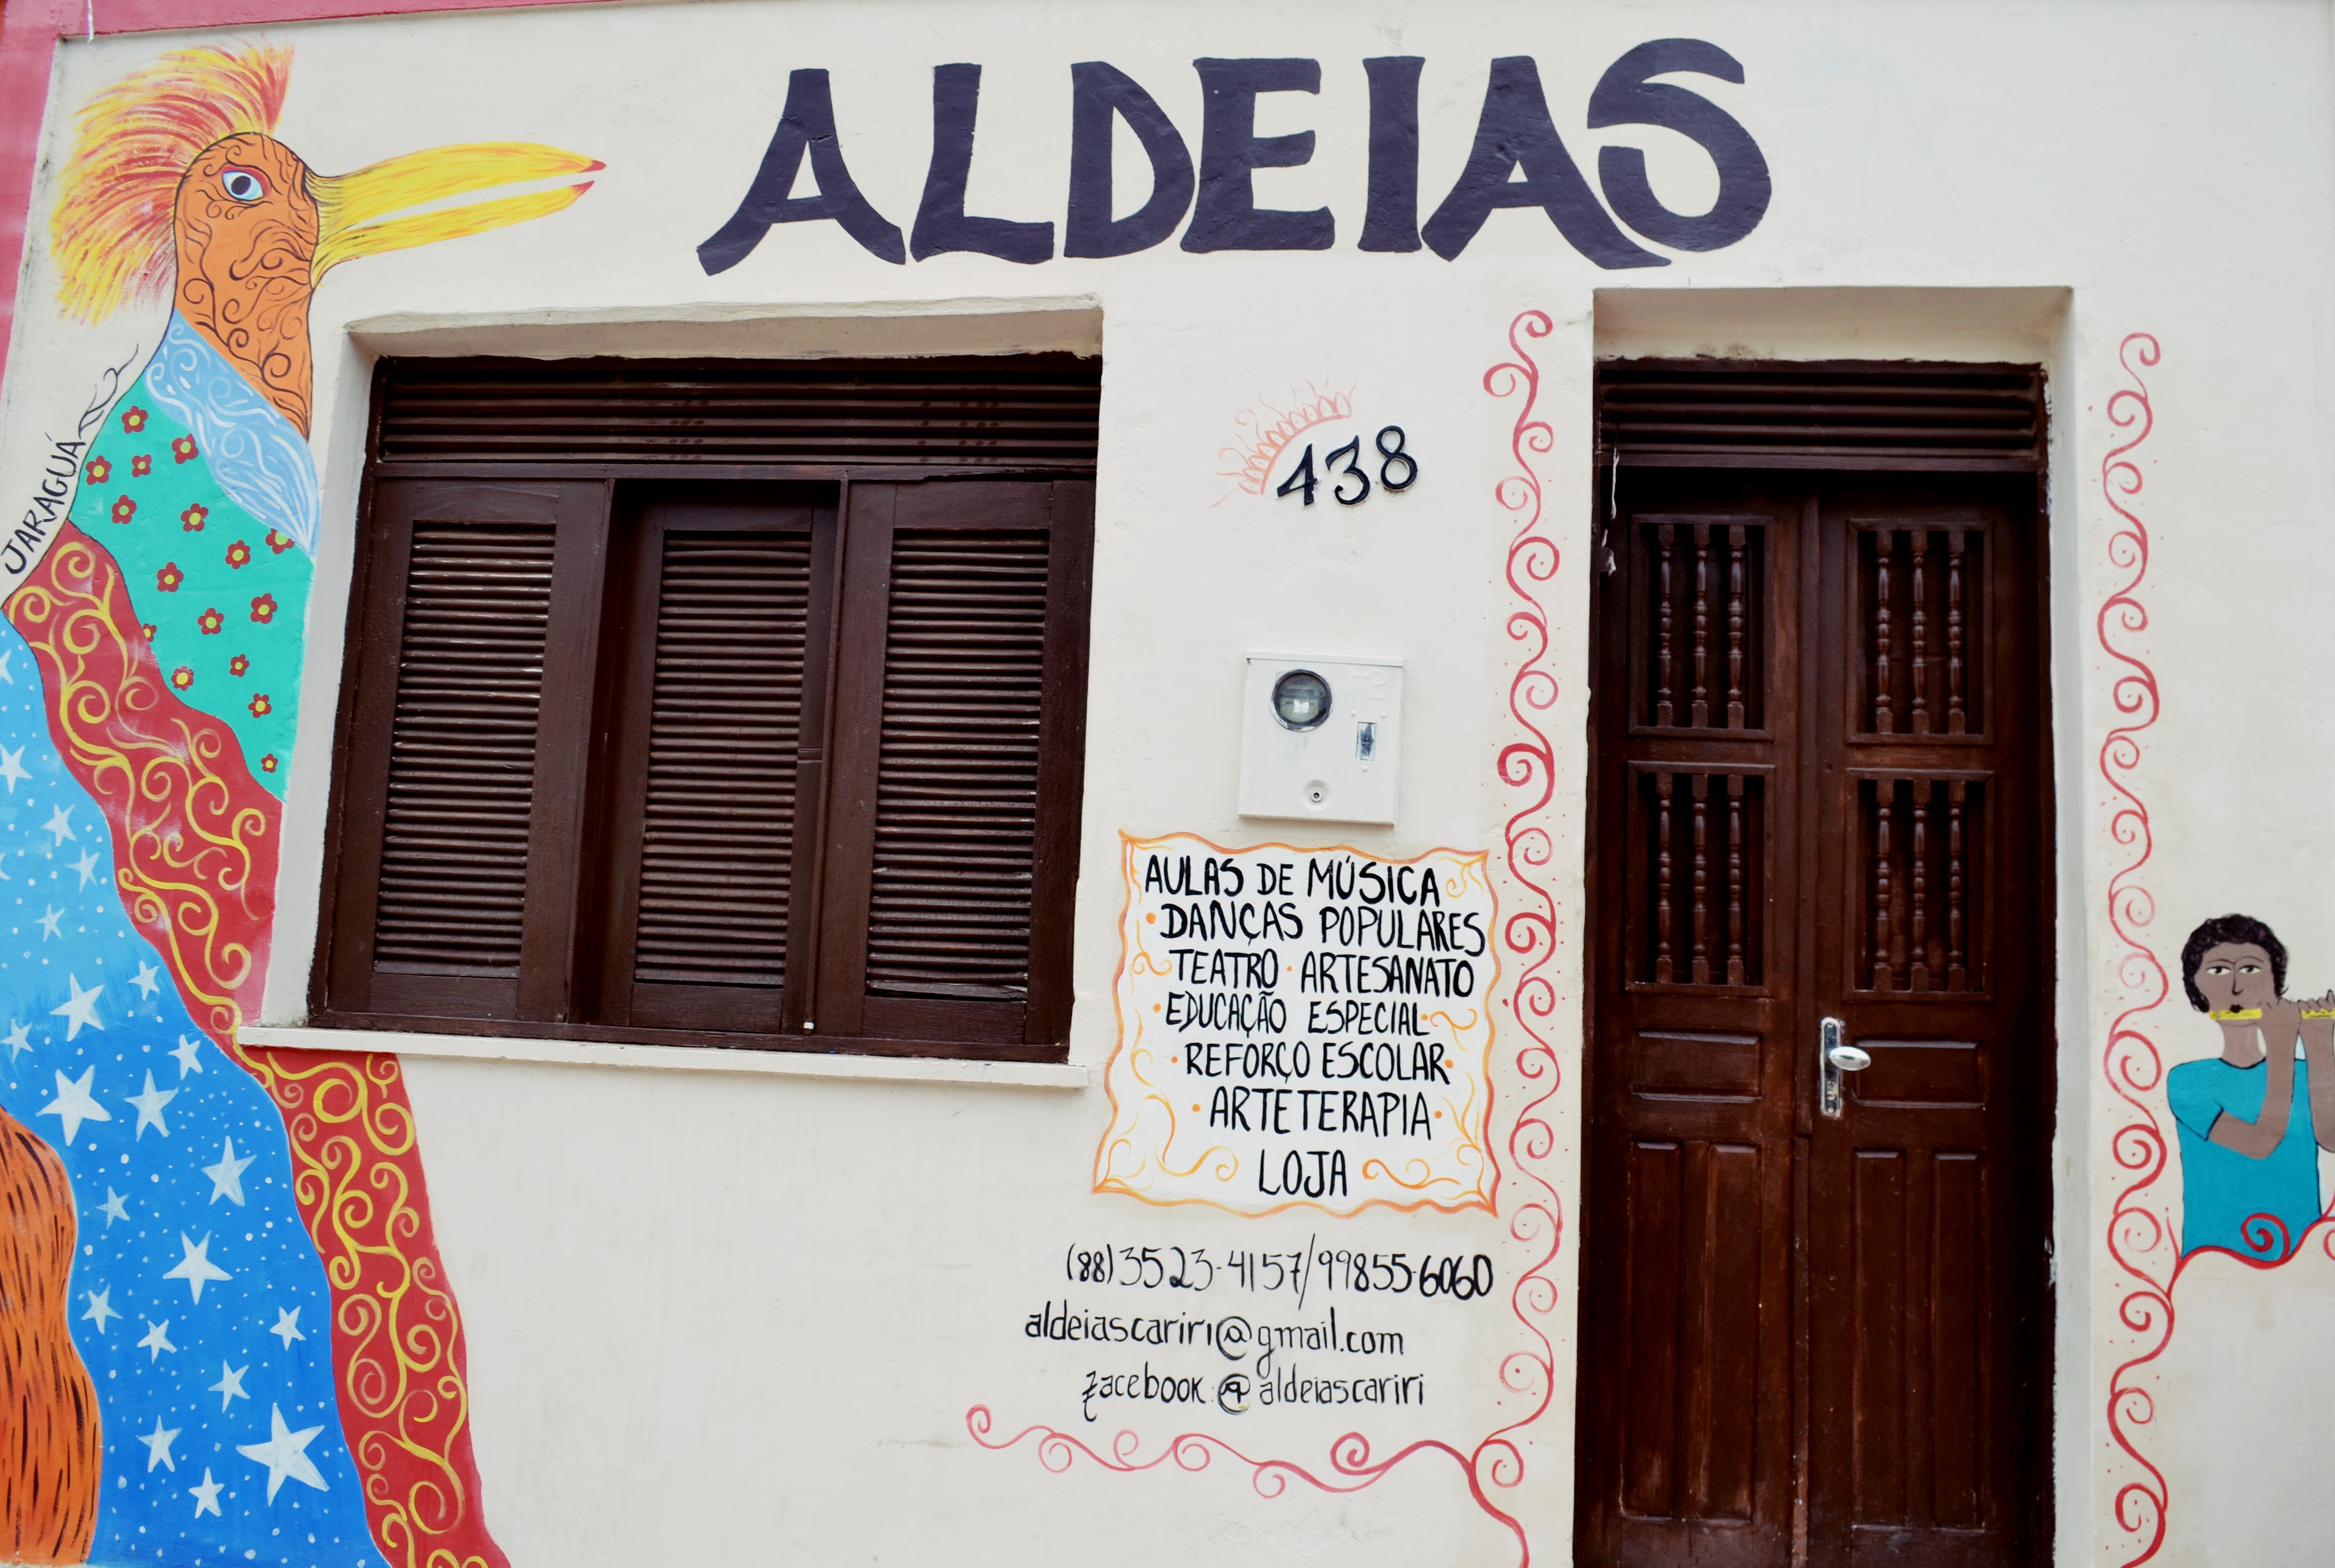 ALDEIAS
JARAGUÁ
438
AULAS DE MÚSICA
• DANÇAS POPULARES
TEATRO • ARTESANATO
• EDUCAÇÃO ESPECIAL •
• REFORÇO ESCOLAR •
• ARTETERAPIA •
LOJA
(88) 3523-4157/99855-6060
aldeiascariri@gmail.com
facebook: @aldeiascariri